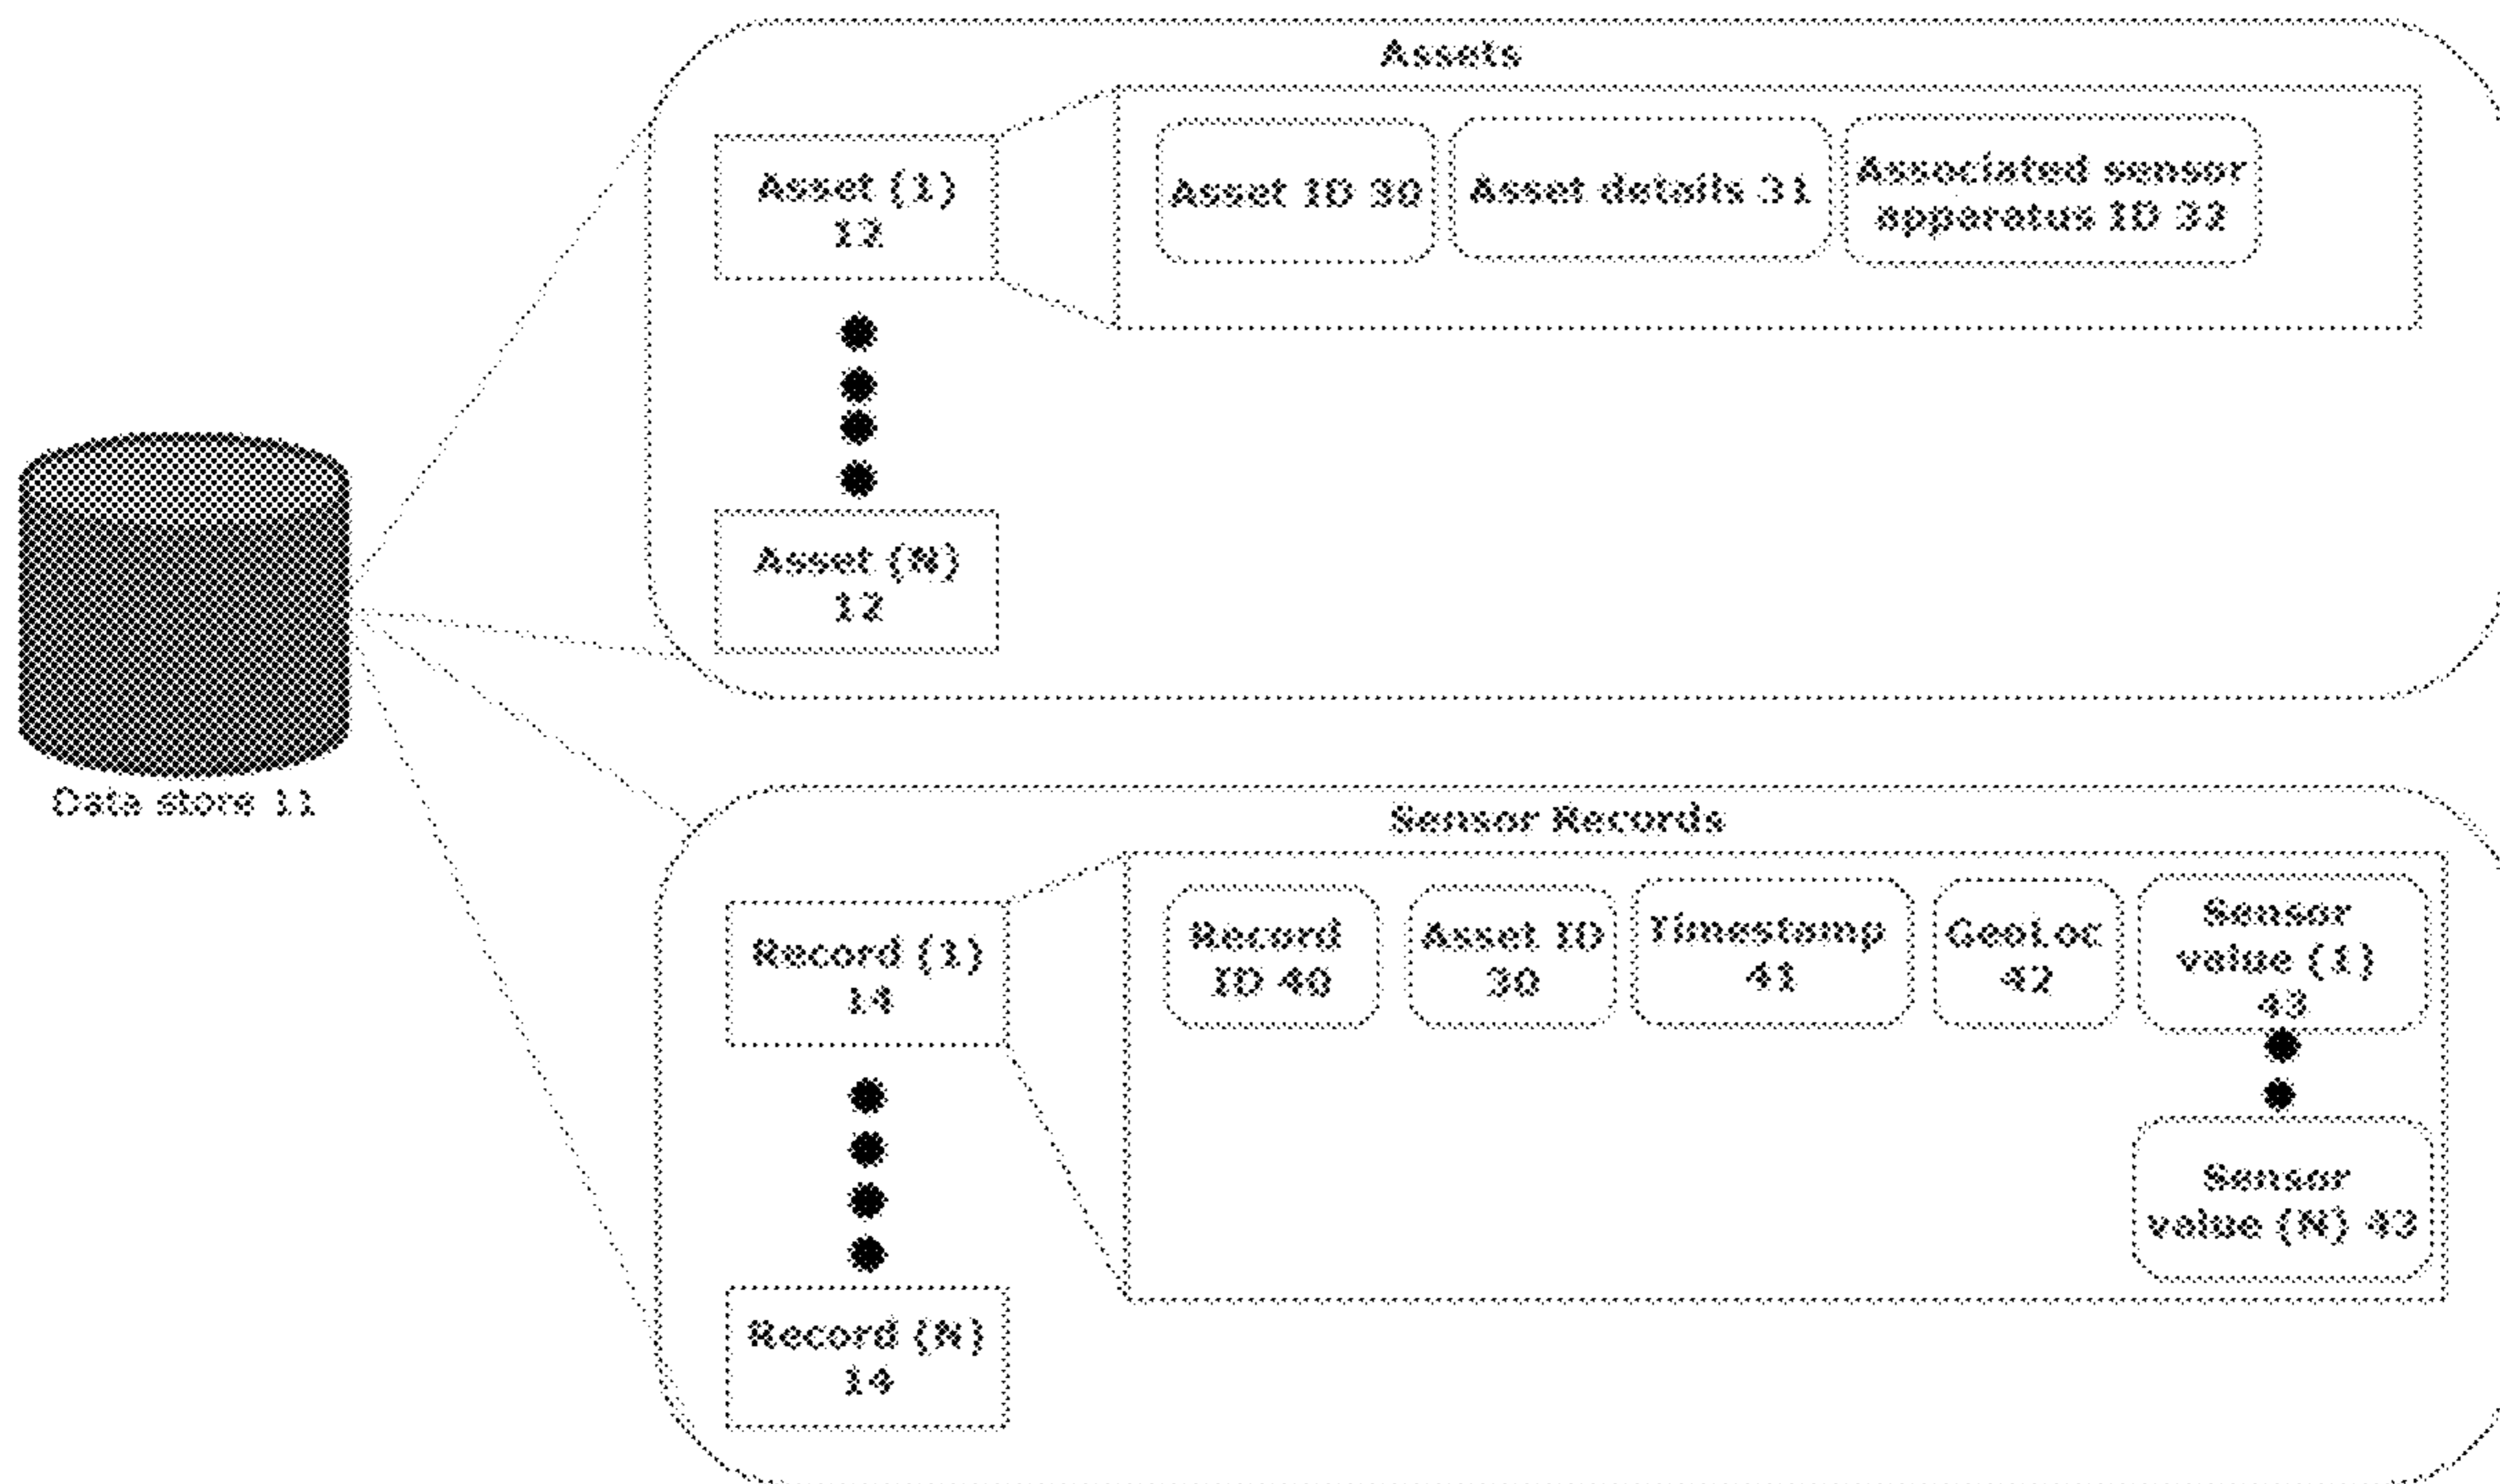 Assets
Asset (1)
12
Asset ID 30
Asset details 31
Associated sensor
apparatus ID 32
Asset (N)
12
Data store 11
Sensor Records
Record (1)
14
Record
ID 40
Asset ID
30
Timestamp
41
GeoLoc
42
Sensor
value (1)
43
Sensor
value (N) 43
Record (N)
14